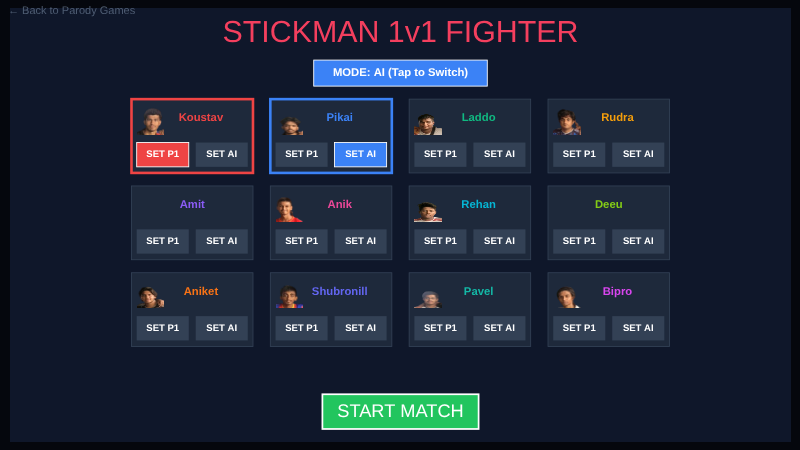 ← Back to Parody Games
STICKMAN 1v1 FIGHTER
MODE: AI (Tap to Switch)
Koustav
SET P1 SET AI
Pikai
SET P1 SET AI
Laddo
SET P1 SET AI
Rudra
SET P1 SET AI
Amit
SET P1 SET AI
Anik
SET P1 SET AI
Rehan
SET P1 SET AI
Deeu
SET P1 SET AI
Aniket
SET P1 SET AI
Shubronill
SET P1 SET AI
Pavel
SET P1 SET AI
Bipro
SET P1 SET AI
START MATCH